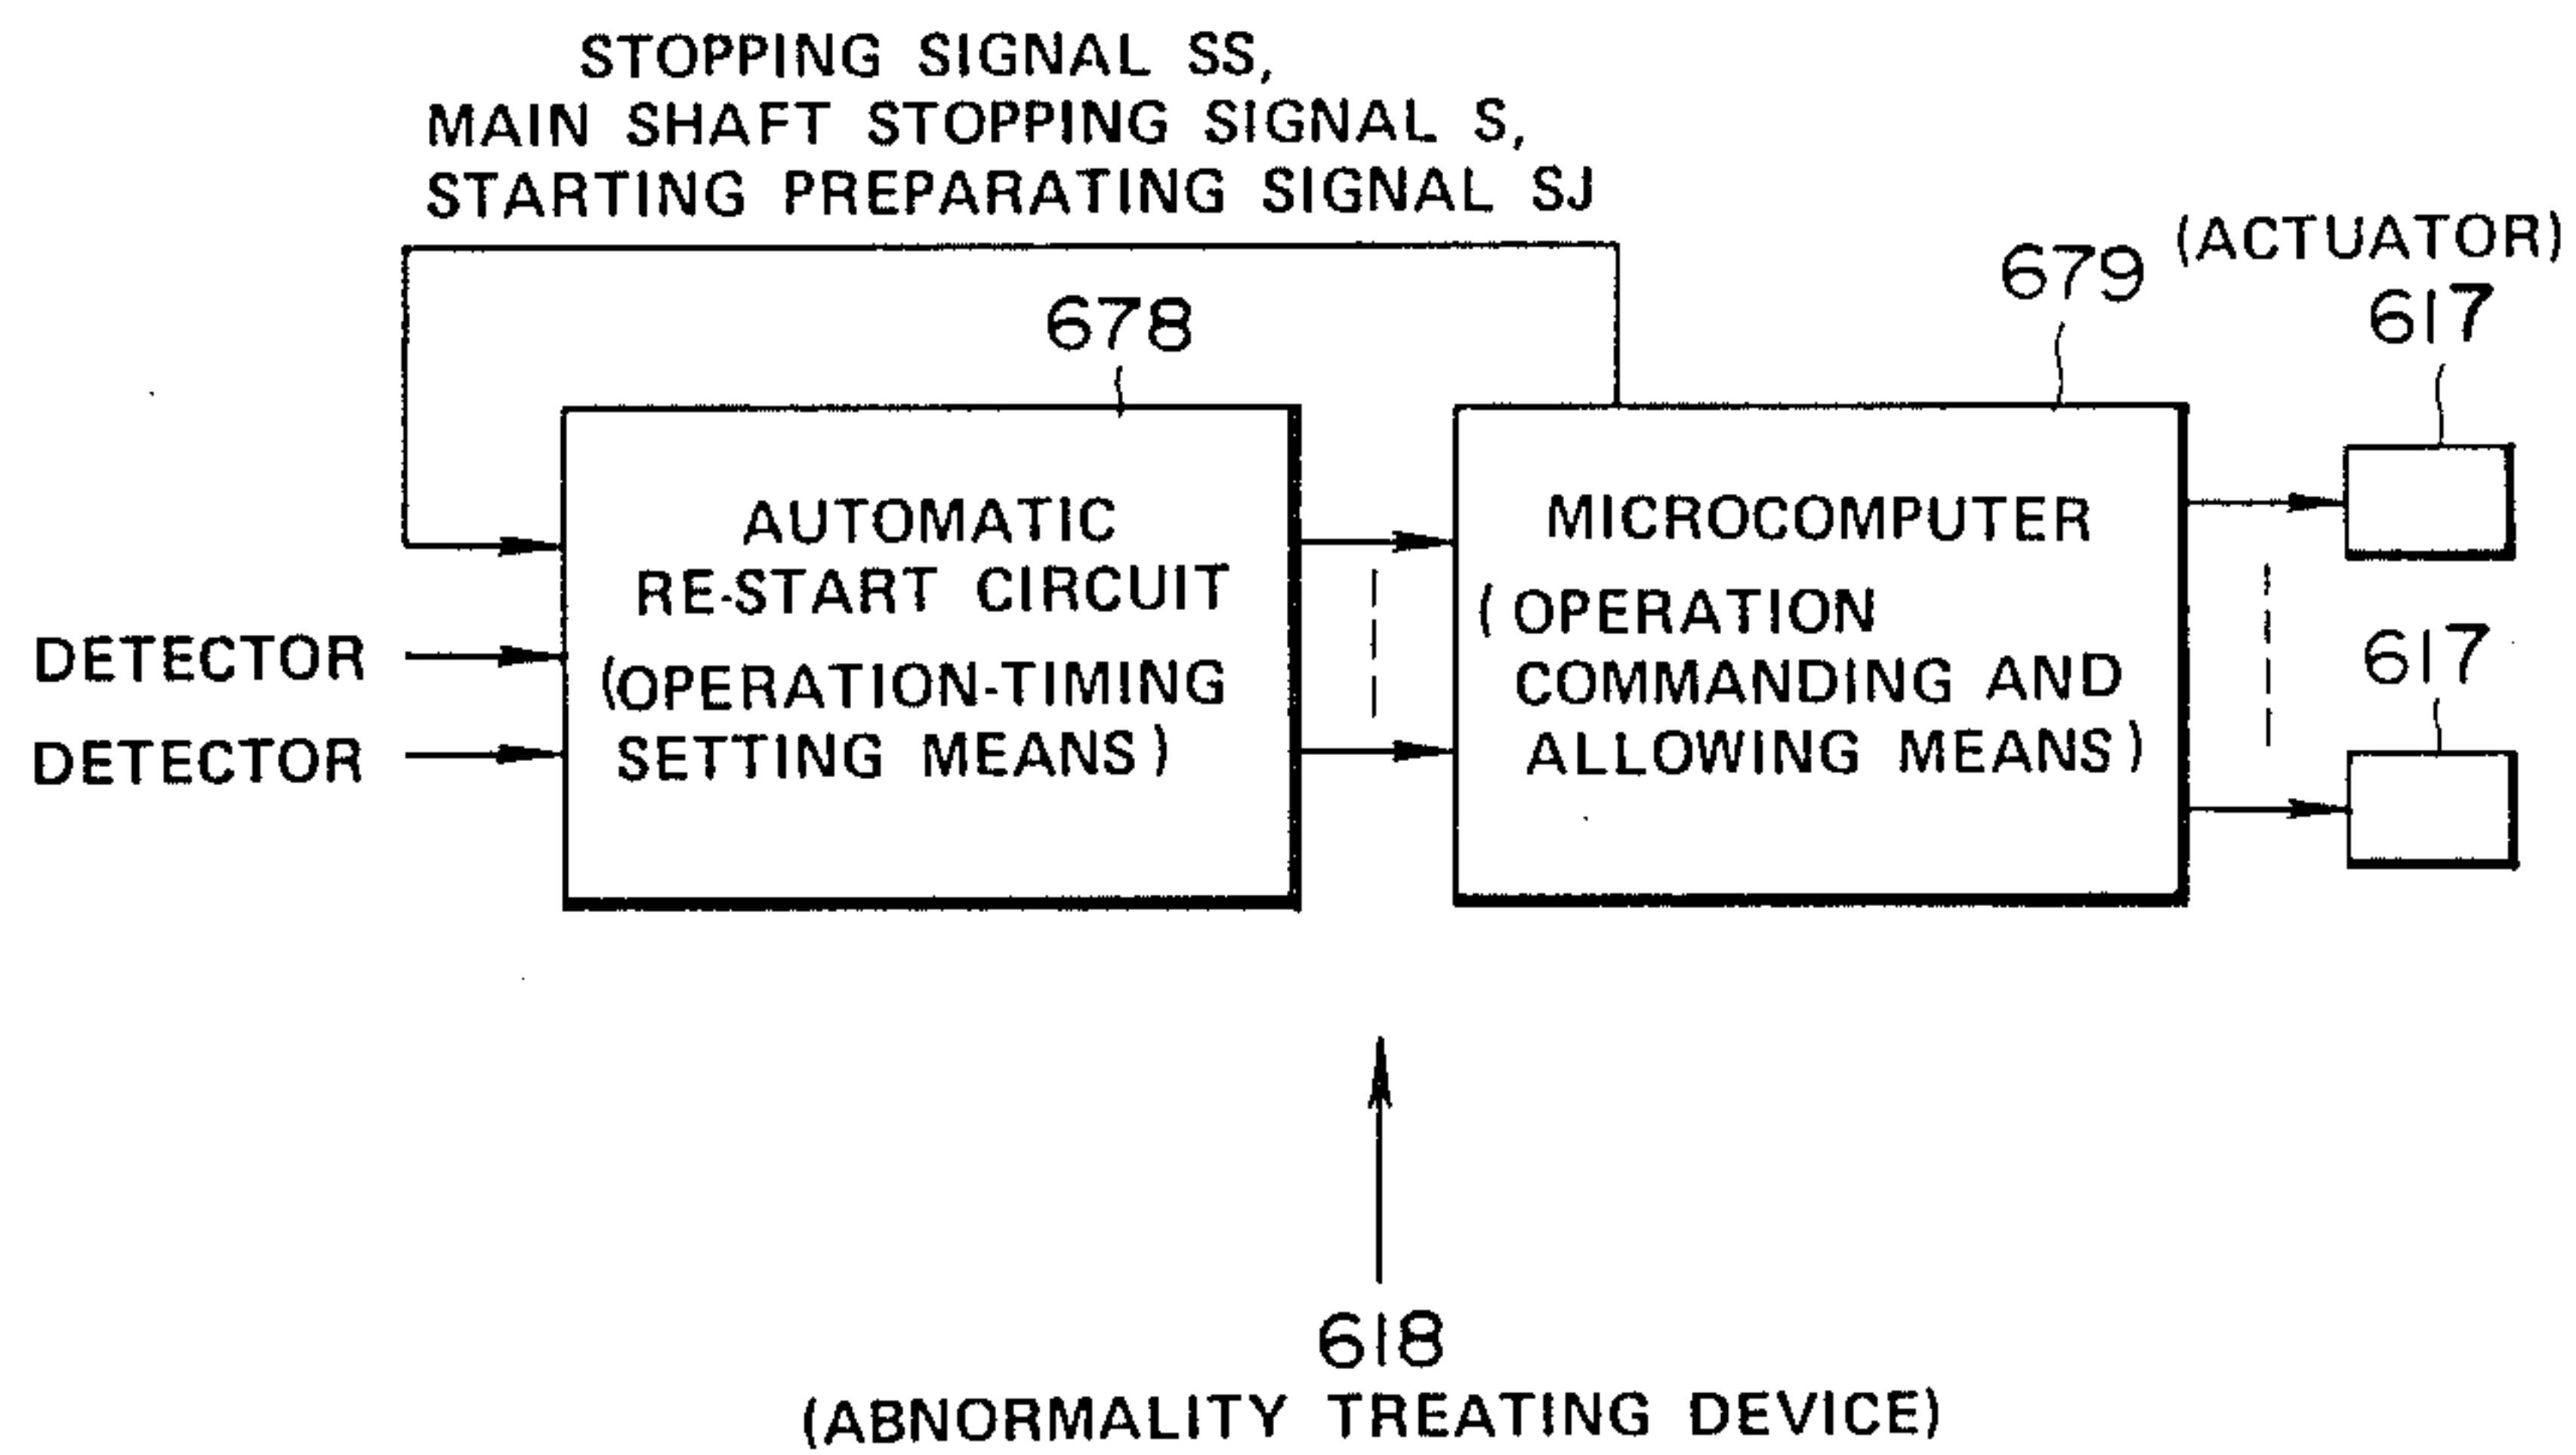 STOPPING SIGNAL SS,
MAIN SHAFT STOPPING SIGNAL S,
STARTING PREPARATING SIGNAL SJ
(ACTUATOR)
679
617
678
AUTOMATIC
RE-START CIRCUIT
(OPERATION-TIMING
SETTING MEANS)
MICROCOMPUTER
(OPERATION
COMMANDING AND
ALLOWING MEANS)
617
DETECTOR
DETECTOR
618
(ABNORMALITY TREATING DEVICE)